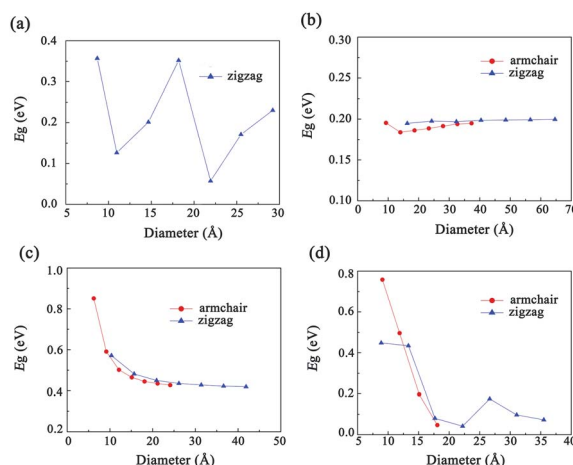 (a)
0.4
0.3
0.2
0.1
0.0
Eg (eV)
zigzag
5 10 15 20 25 30
Diameter (Å)
(b)
0.30
0.25
0.20
0.15
0.10
Eg (eV)
armchair
zigzag
0 10 20 30 40 50 60 70
Diameter (Å)
(c)
1.0
0.8
0.6
0.4
0.2
Eg (eV)
armchair
zigzag
0 10 20 30 40 50
Diameter (Å)
(d)
0.8
0.6
0.4
0.2
0.0
Eg (eV)
armchair
zigzag
5 10 15 20 25 30 35 40
Diameter (Å)